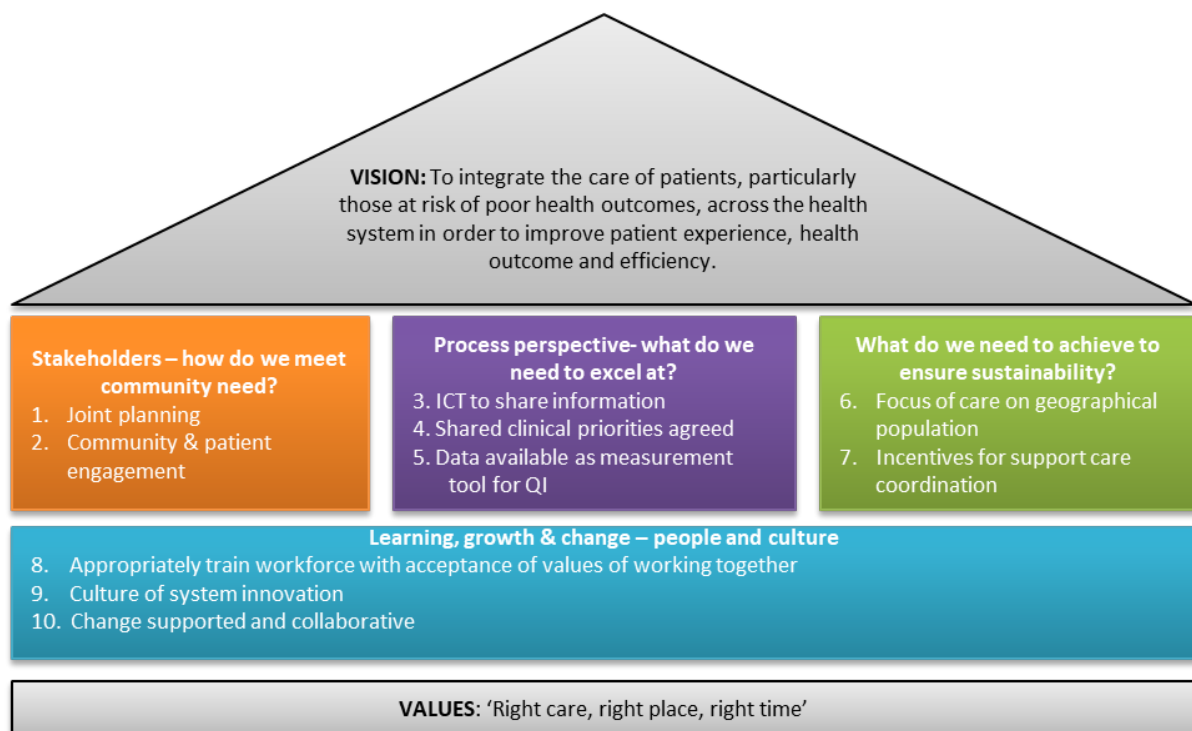 VISION: To integrate the care of patients, particularly
those at risk of poor health outcomes, across the health
system in order to improve patient experience, health
outcome and efficiency.
Stakeholders – how do we meet
community need?
1. Joint planning
2. Community & patient
engagement
Process perspective- what do we
need to excel at?
3. ICT to share information
4. Shared clinical priorities agreed
5. Data available as measurement
tool for QI
What do we need to achieve to
ensure sustainability?
6. Focus of care on geographical
population
7. Incentives for support care
coordination
Learning, growth & change – people and culture
8. Appropriately train workforce with acceptance of values of working together
9. Culture of system innovation
10. Change supported and collaborative
VALUES: ‘Right care, right place, right time’